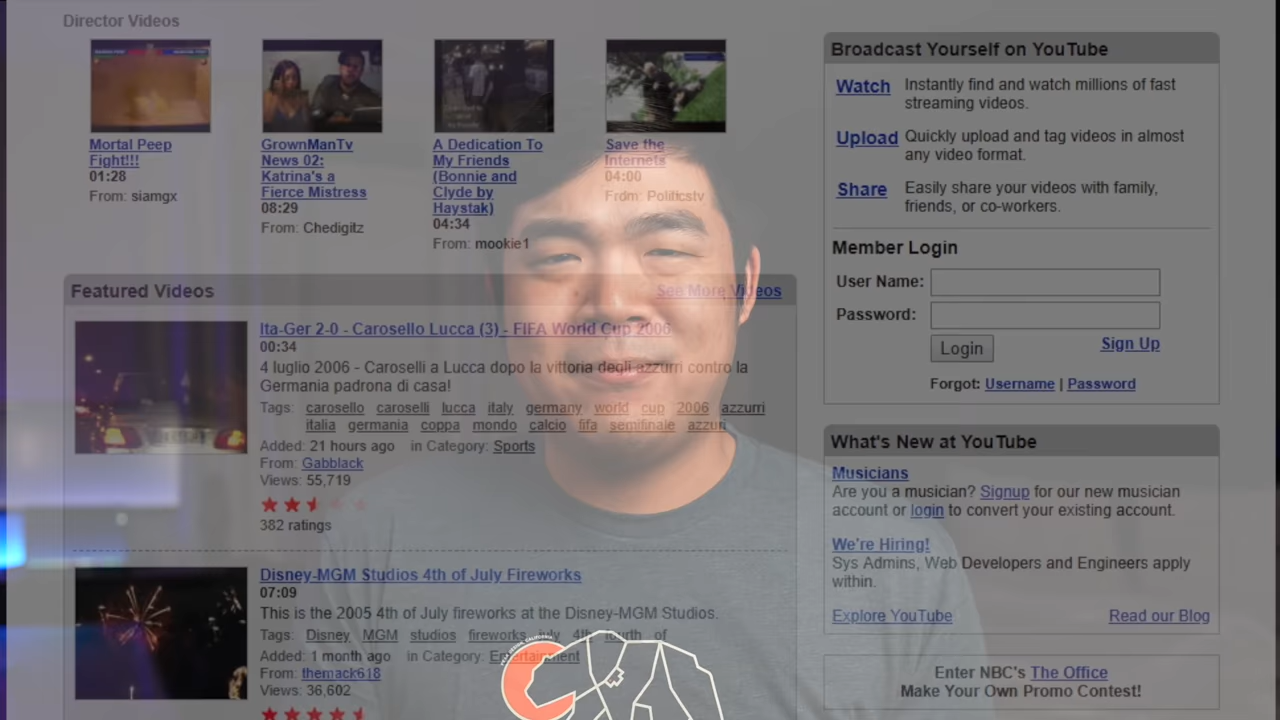 Director Videos
Mortal Peep
Fight!!!
01:28
From: siamgx
GrownManTv
News 02:
Katrina's a
Fierce Mistress
08:29
From: Chedigitz
A Dedication To
My Friends
(Bonnie and
Clyde by
Haystak)
04:34
From: mookie1
Save the
Internets
04:00
From: Politicstv
Featured Videos
See More Videos
Ita-Ger 2-0 - Carosello Lucca (3) - FIFA World Cup 2006
00:34
4 luglio 2006 - Caroselli a Lucca dopo la vittoria degli azzurri contro la
Germania padrona di casa!
Tags: carosello caroselli lucca italy germany world cup 2006 azzurri
italia germania coppa mondo calcio fifa semifinale azzuri
Added: 21 hours ago in Category: Sports
From: Gabblack
Views: 55,719
382 ratings
Disney-MGM Studios 4th of July Fireworks
07:09
This is the 2005 4th of July fireworks at the Disney-MGM Studios.
Tags: Disney MGM studios fireworks july 4th fourth of
Added: 1 month ago in Category: Entertainment
From: themack618
Views: 36,602
Broadcast Yourself on YouTube
Watch Instantly find and watch millions of fast
streaming videos.
Upload Quickly upload and tag videos in almost
any video format.
Share Easily share your videos with family,
friends, or co-workers.
Member Login
User Name:
Password:
Login
Sign Up
Forgot: Username | Password
What's New at YouTube
Musicians
Are you a musician? Signup for our new musician
account or login to convert your existing account.
We're Hiring!
Sys Admins, Web Developers and Engineers apply
within.
Explore YouTube
Read our Blog
Enter NBC's The Office
Make Your Own Promo Contest!